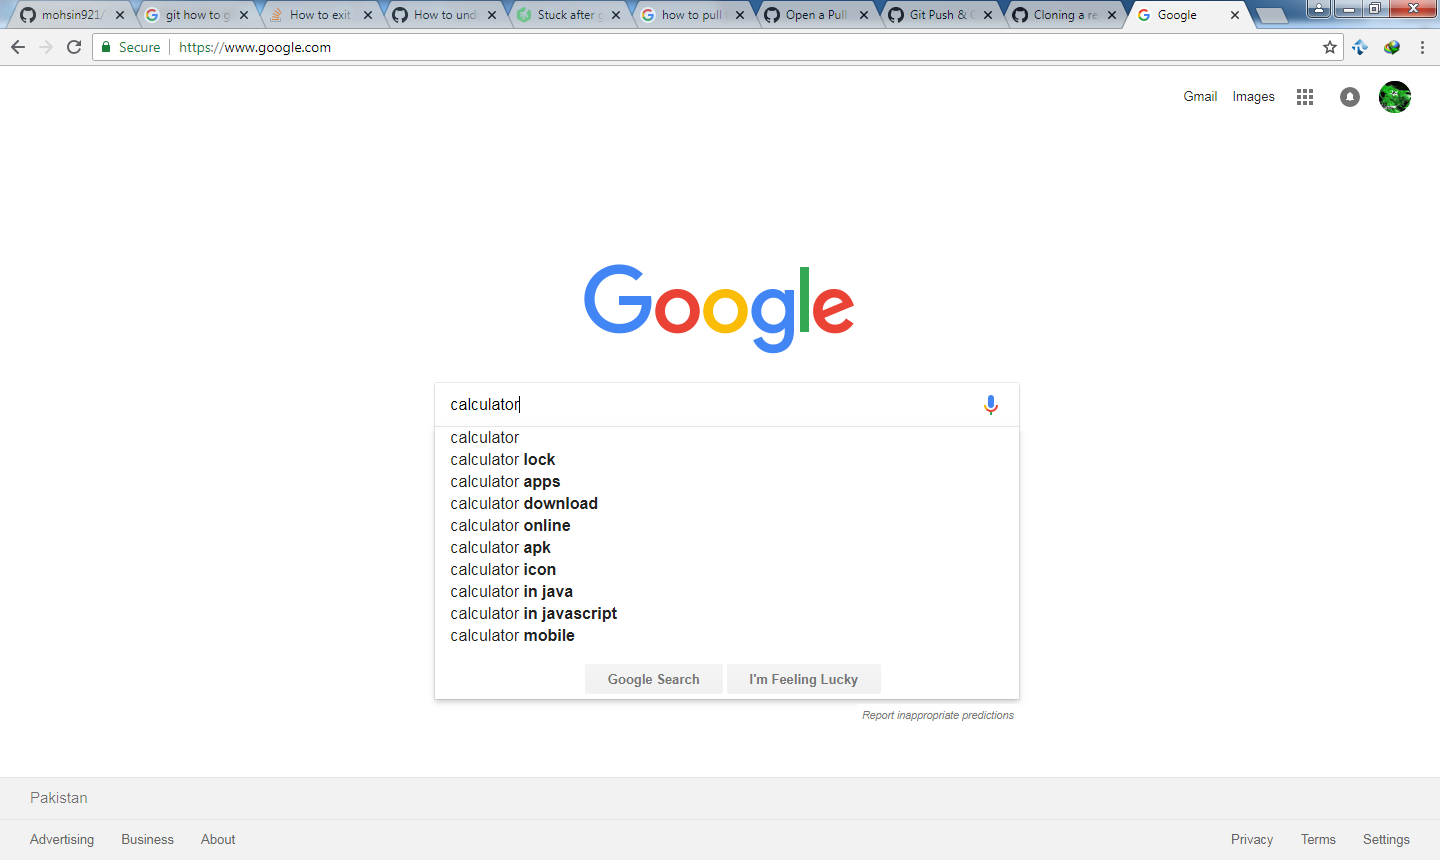 mohsin921/
git how to g
How to exit
How to und
Stuck after g
how to pull
Open a Pull
Git Push & C
Cloning a re
Google
Secure
https://www.google.com
Gmail Images
Google
calculator
calculator
calculator lock
calculator apps
calculator download
calculator online
calculator apk
calculator icon
calculator in java
calculator in javascript
calculator mobile
Google Search I'm Feeling Lucky
Report inappropriate predictions
Pakistan
Advertising Business About Privacy Terms Settings